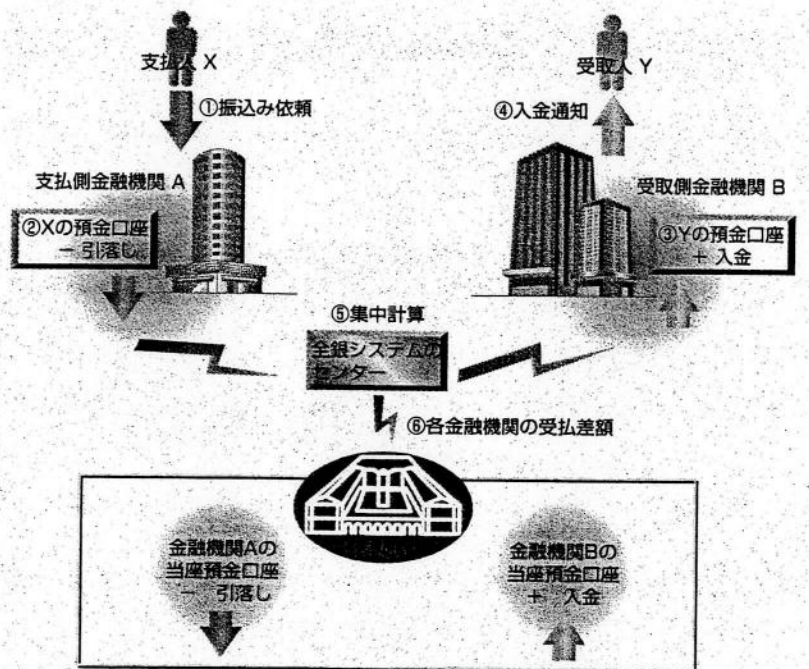 支払人 X
受取人 Y
①振込み依頼
④入金通知
支払側金融機関 A
受取側金融機関 B
②Xの預金口座
－ 引落し
③Yの預金口座
＋ 入金
⑤集中計算
全銀システムの
センター
⑥各金融機関の受払差額
金融機関Aの
当座預金口座
－ 引落し
金融機関Bの
当座預金口座
＋ 入金